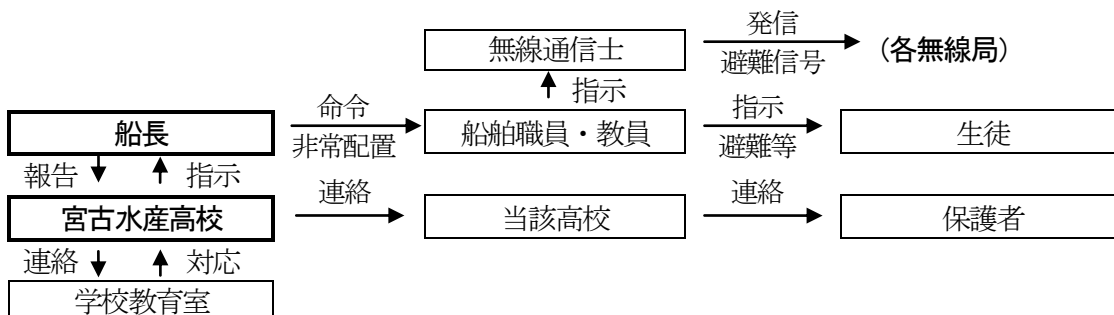 発信
無線通信士
(各無線局)
避難信号
指示
命令
指示
船長
船舶職員・教員
生徒
非常配置
避難等
報告
指示
連絡
連絡
宮古水産高校
当該高校
保護者
連絡
対応
学校教育室